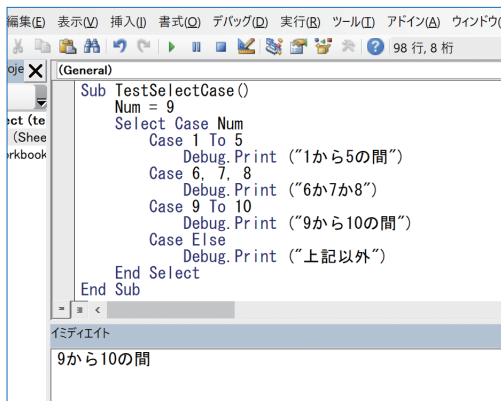 編集(E) 表示(V) 挿入(I) 書式(O) デバッグ(D) 実行(R) ツール(T) アドイン(A) ウィンドウ(
98 行, 8 桁
oje
(General)
ect (te
(Shee
rkbook
Sub TestSelectCase()
Num = 9
Select Case Num
Case 1 To 5
Debug.Print ("1から5の間")
Case 6, 7, 8
Debug.Print ("6か7か8")
Case 9 To 10
Debug.Print ("9から10の間")
Case Else
Debug.Print ("上記以外")
End Select
End Sub
イミディエイト
9から10の間